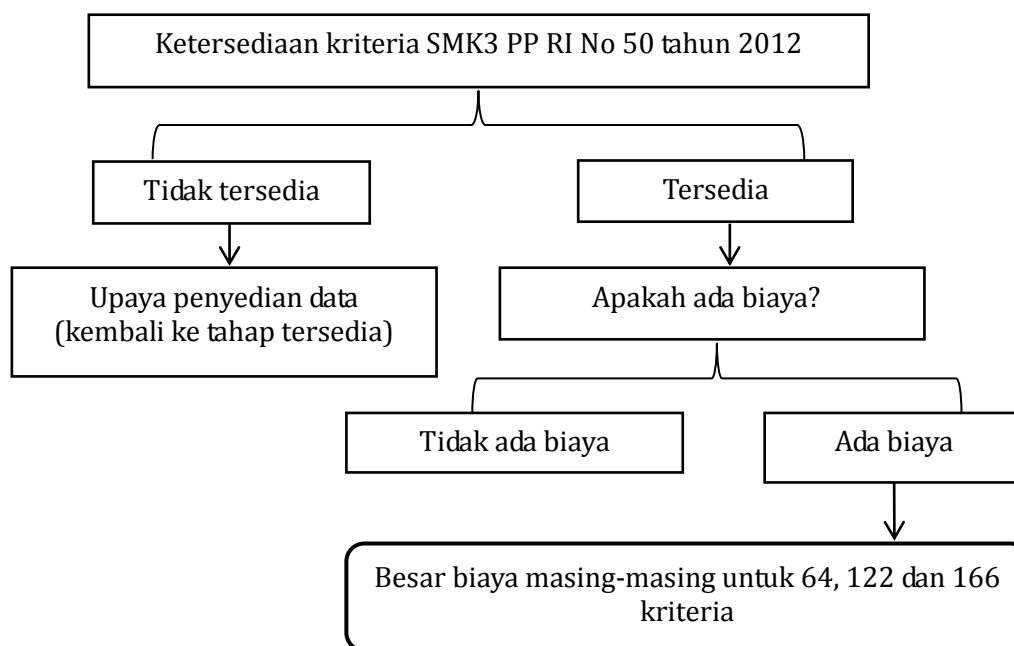 Ketersediaan kriteria SMK3 PP RI No 50 tahun 2012
Tidak tersedia
Tersedia
Upaya penyedian data
(kembali ke tahap tersedia)
Apakah ada biaya?
Tidak ada biaya
Ada biaya
Besar biaya masing-masing untuk 64, 122 dan 166
kriteria